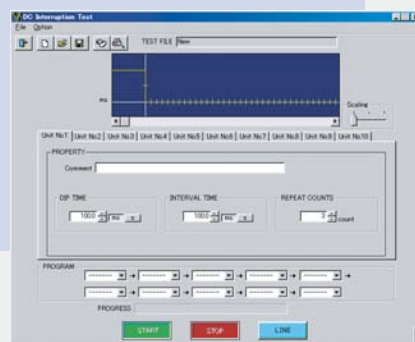 DC Interruption Test
File Option
TEST FILE New
ms
Scaling
Unit No.1 Unit No.2 Unit No.3 Unit No.4 Unit No.5 Unit No.6 Unit No.7 Unit No.8 Unit No.9 Unit No.10
PROPERTY
Comment
DIP TIME INTERVAL TIME REPEAT COUNTS
100.0 ms s 100.0 ms s 3 count
PROGRAM
------- → ------- → ------- → ------- → ------- →
------- → ------- → ------- → ------- → -------
PROGRESS
START STOP LINE